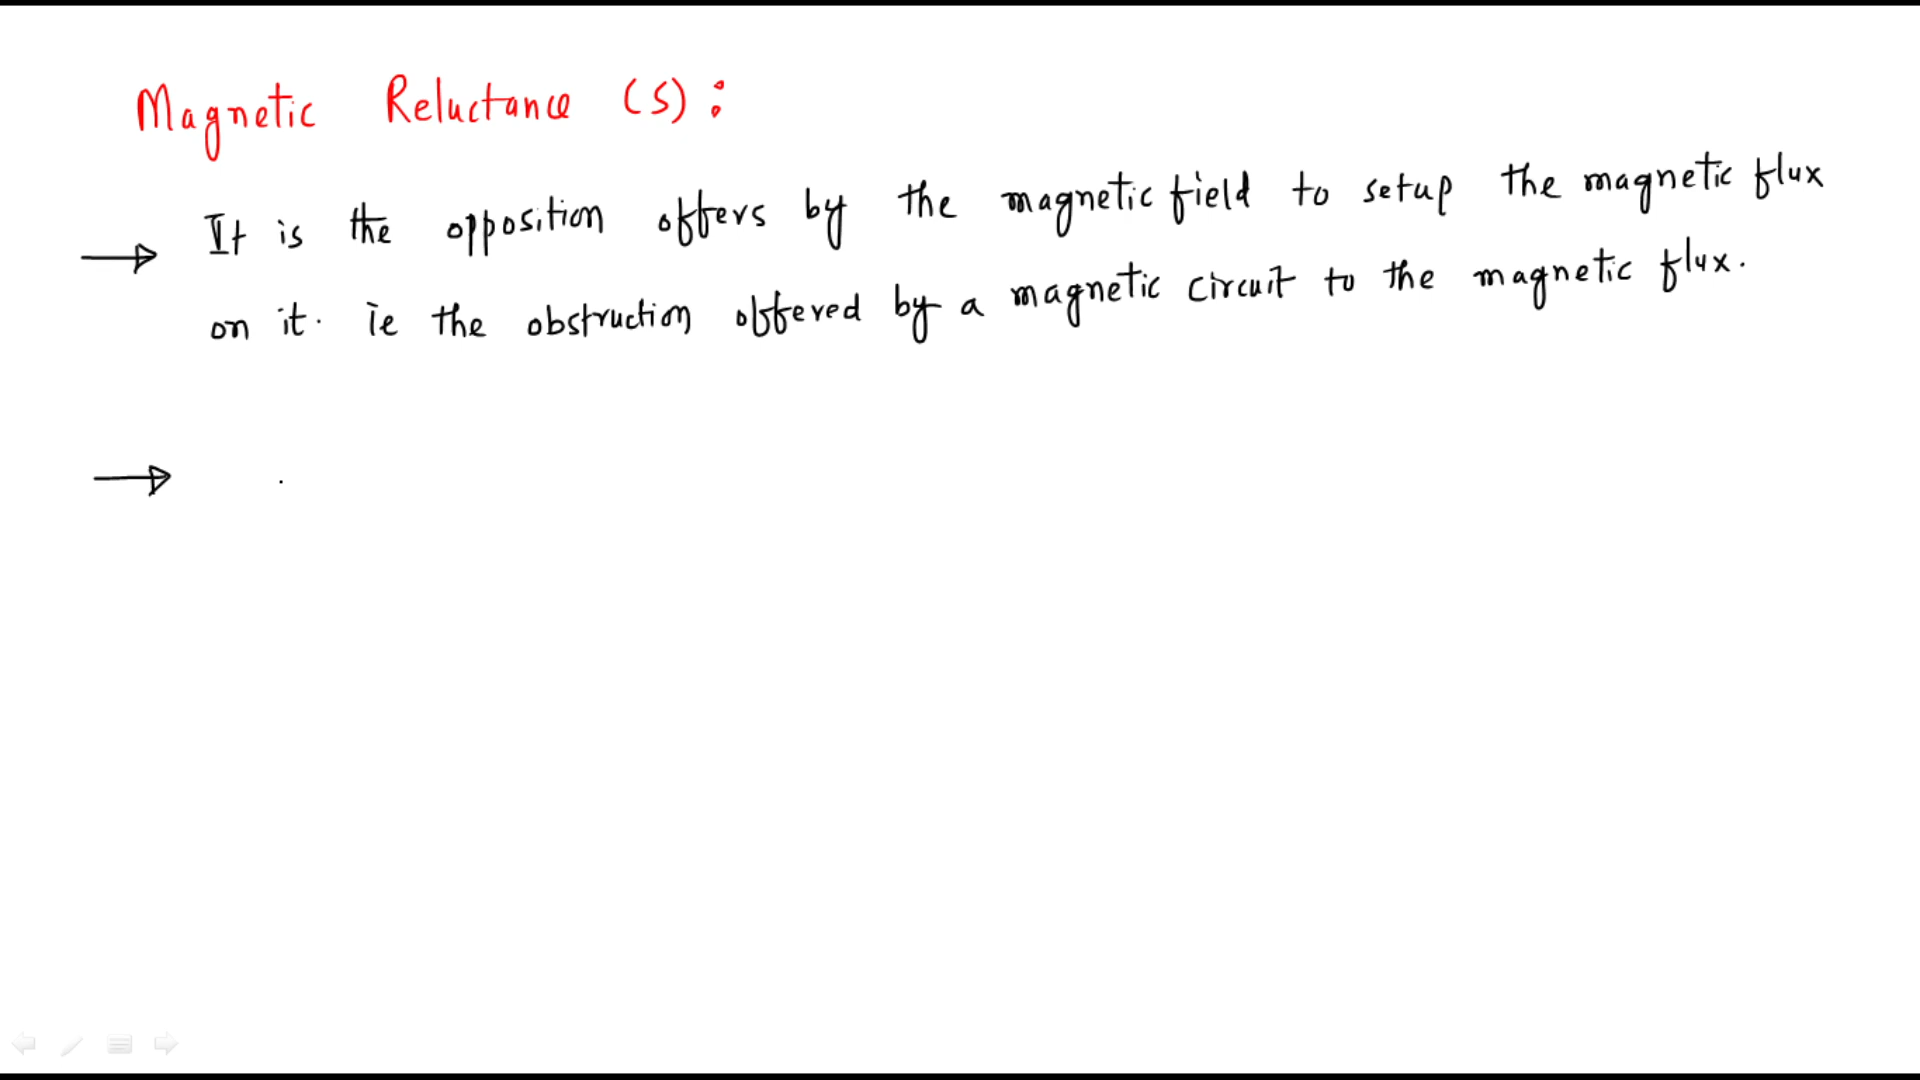 Magnetic Reluctance (S):
It is the opposition offers by the magnetic field to setup the magnetic flux
on it. ie the obstruction offered by a magnetic circuit to the magnetic flux.